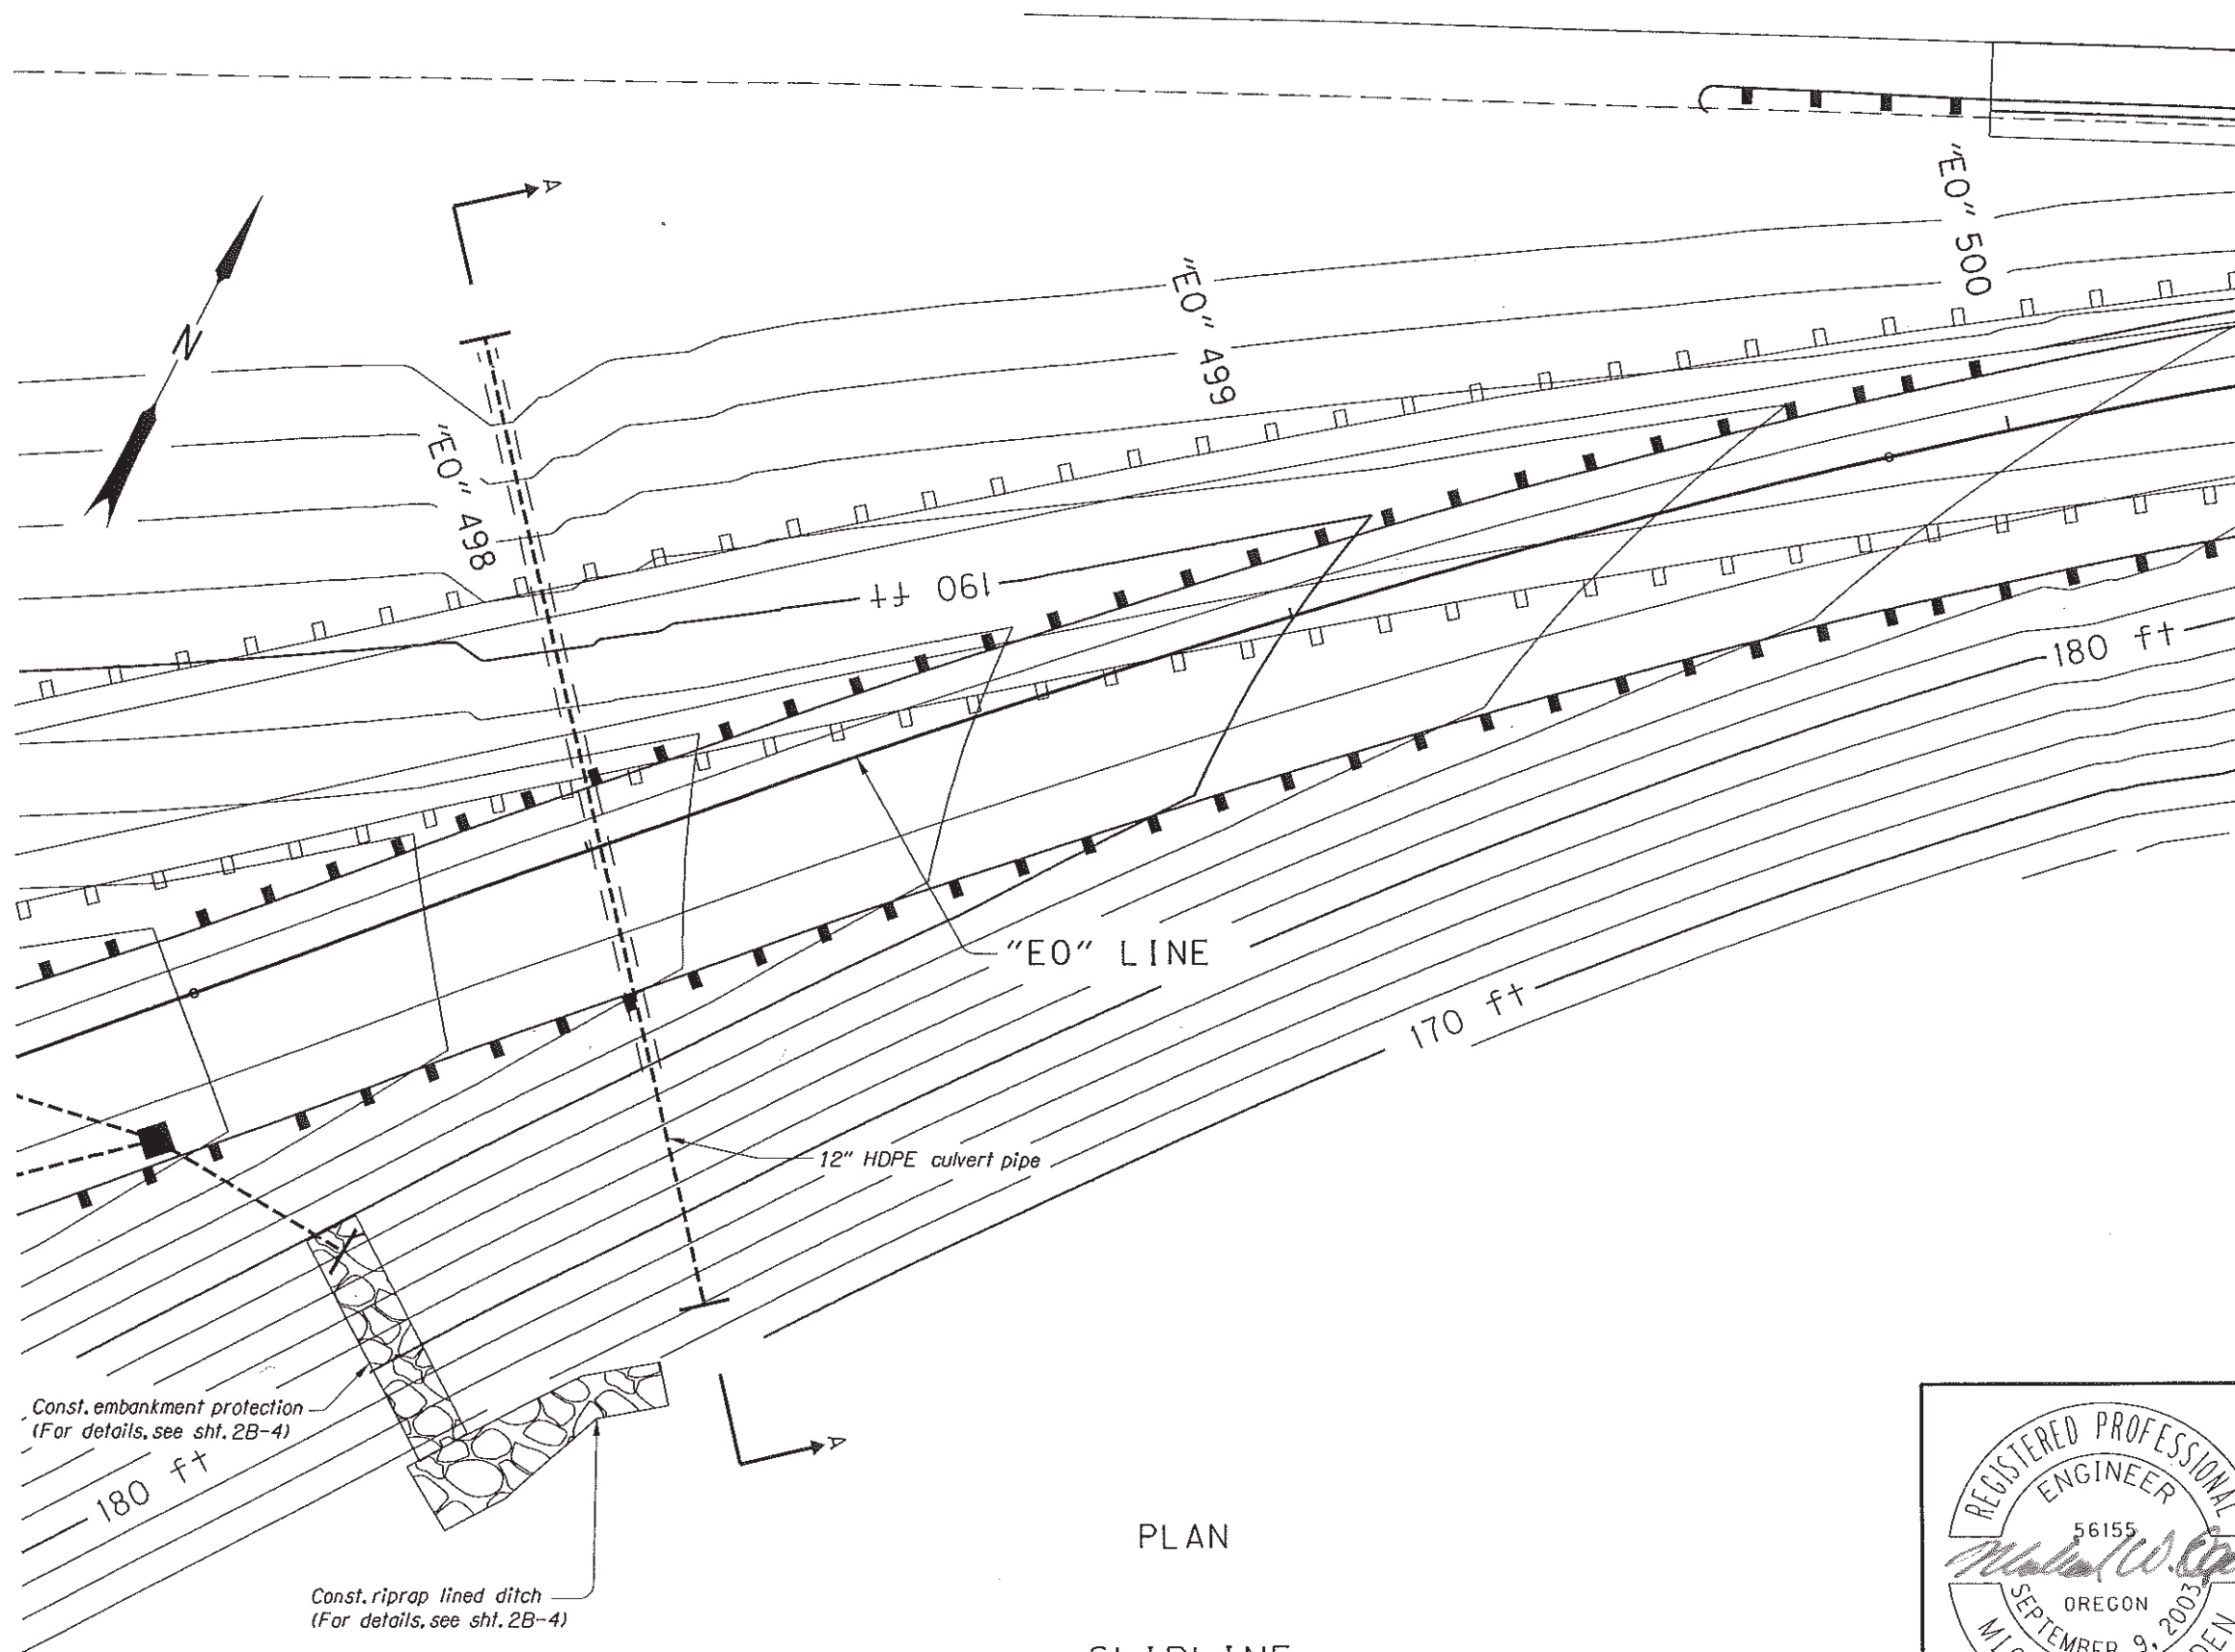 A
"EO" 500
"EO" 499
N
"EO" 498
190 ft
180 ft
"EO" LINE
170 ft
12" HDPE culvert pipe
Const. embankment protection
(For details, see sht. 2B-4)
180 ft
A
PLAN
Const. riprap lined ditch
(For details, see sht. 2B-4)
SLIPLINE
REGISTERED PROFESSIONAL
ENGINEER
56155
OREGON
SEPTEMBER 9, 2003